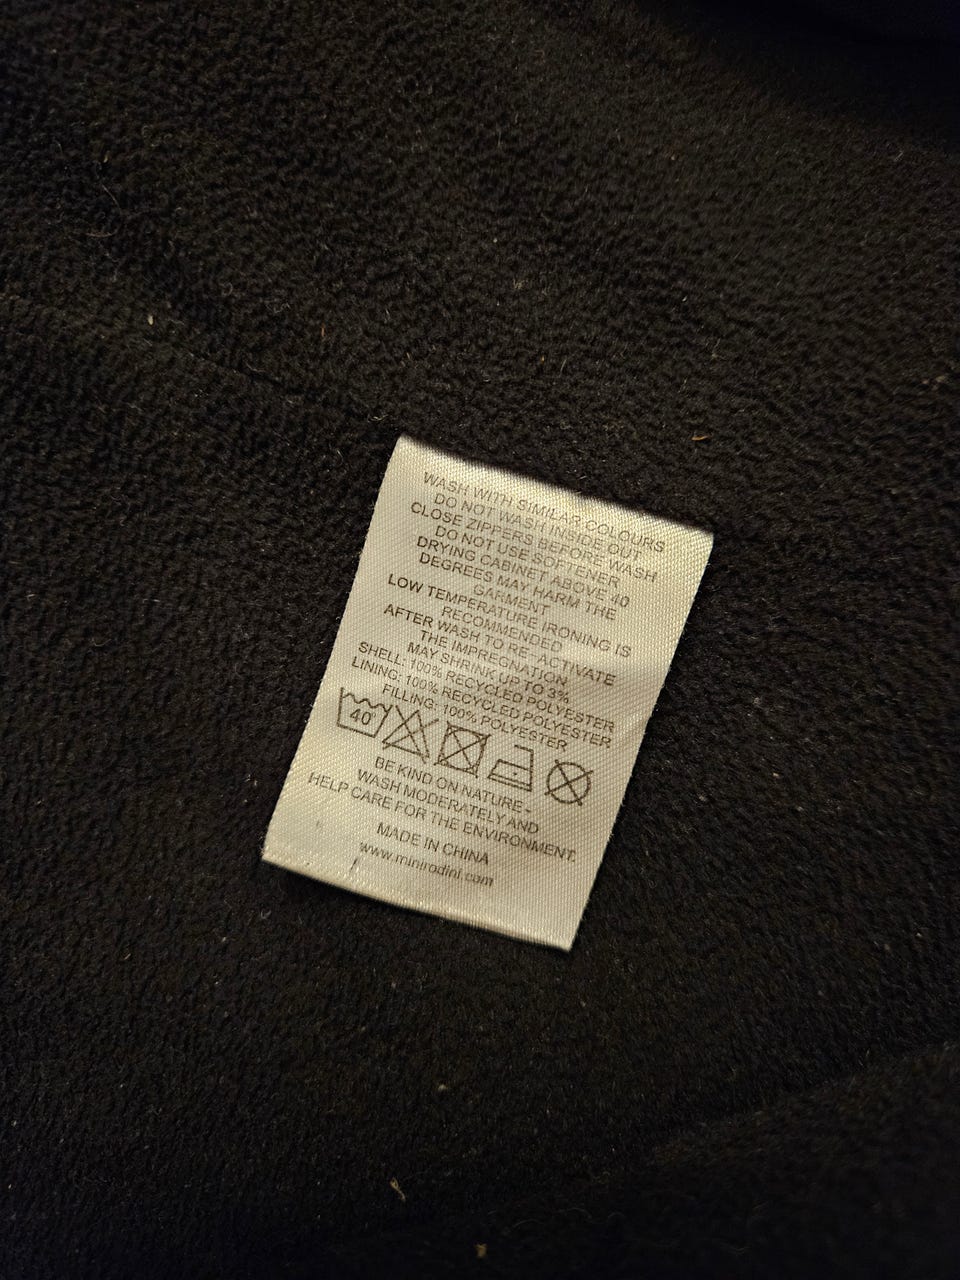 WASH WITH SIMILAR COLOURS
DO NOT WASH INSIDE OUT
CLOSE ZIPPERS BEFORE WASH
DO NOT USE SOFTENER
DRYING CABINET ABOVE 40
DEGREES MAY HARM THE
GARMENT
LOW TEMPERATURE IRONING IS
RECOMMENDED
AFTER WASH TO RE- ACTIVATE
THE IMPREGNATION.
MAY SHRINK UP TO 3%
SHELL: 100% RECYCLED POLYESTER
LINING: 100% RECYCLED POLYESTER
FILLING: 100% POLYESTER
40
BE KIND ON NATURE -
WASH MODERATELY AND
HELP CARE FOR THE ENVIRONMENT.
MADE IN CHINA
www.minirodini.com